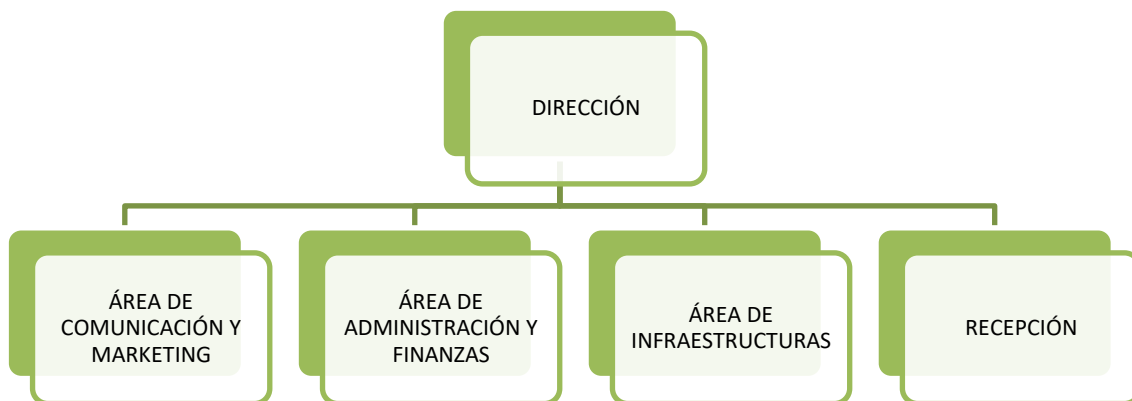 DIRECCIÓN
ÁREA DE
COMUNICACIÓN Y
MARKETING
ÁREA DE
ADMINISTRACIÓN Y
FINANZAS
ÁREA DE
INFRAESTRUCTURAS
RECEPCIÓN